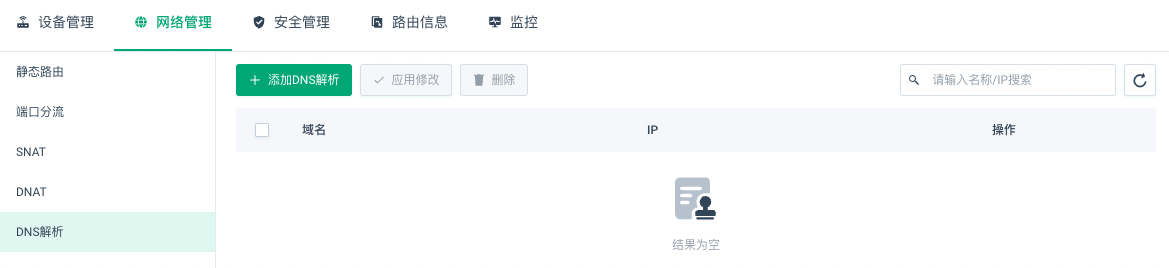 设备管理 网络管理 安全管理 路由信息 监控
静态路由
端口分流
SNAT
DNAT
DNS解析
添加DNS解析 应用修改 删除 请输入名称/IP搜索
域名 IP 操作
结果为空